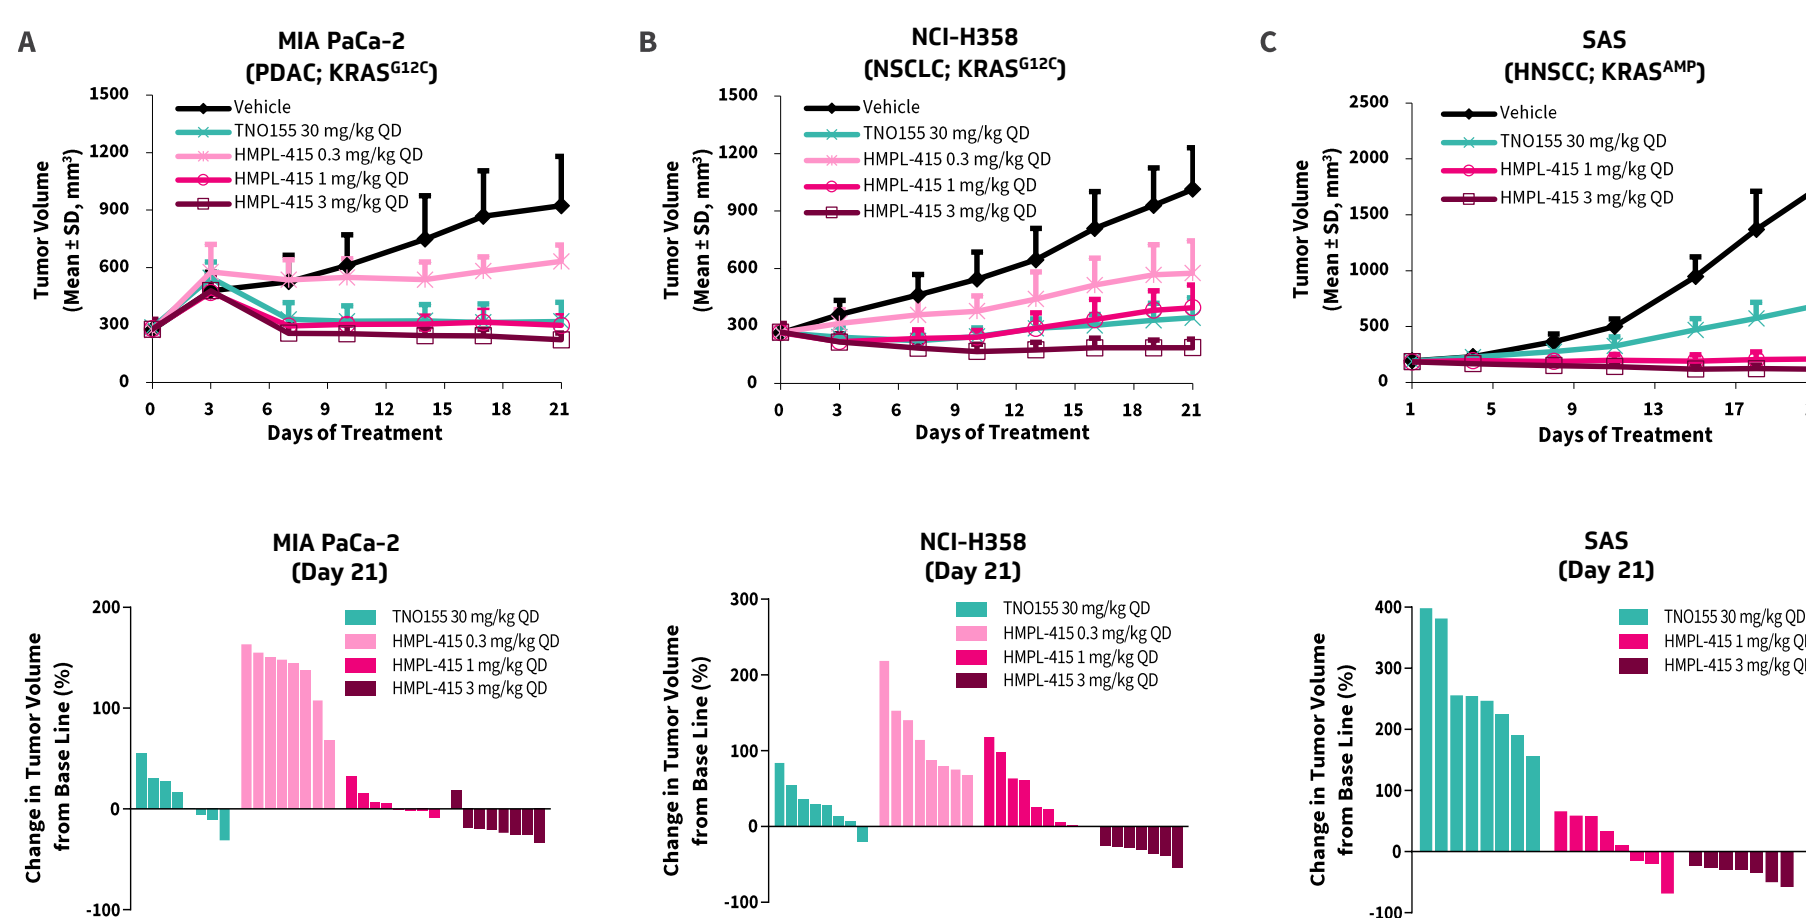 A
MIA PaCa-2
(PDAC; KRASG12C)
Tumor Volume
(Mean ± SD, mm³)
1500
1200
900
600
300
0
Vehicle
TNO155 30 mg/kg QD
HMPL-415 0.3 mg/kg QD
HMPL-415 1 mg/kg QD
HMPL-415 3 mg/kg QD
0 3 6 9 12 15 18 21
Days of Treatment
B
NCI-H358
(NSCLC; KRASG12C)
Tumor Volume
(Mean ± SD, mm³)
1500
1200
900
600
300
0
Vehicle
TNO155 30 mg/kg QD
HMPL-415 0.3 mg/kg QD
HMPL-415 1 mg/kg QD
HMPL-415 3 mg/kg QD
0 3 6 9 12 15 18 21
Days of Treatment
C
SAS
(HNSCC; KRASAMP)
Tumor Volume
(Mean ± SD, mm³)
2500
2000
1500
1000
500
0
Vehicle
TNO155 30 mg/kg QD
HMPL-415 1 mg/kg QD
HMPL-415 3 mg/kg QD
1 5 9 13 17
Days of Treatment
MIA PaCa-2
(Day 21)
Change in Tumor Volume
from Base Line (%)
200
100
0
-100
TNO155 30 mg/kg QD
HMPL-415 0.3 mg/kg QD
HMPL-415 1 mg/kg QD
HMPL-415 3 mg/kg QD
NCI-H358
(Day 21)
Change in Tumor Volume
from Base Line (%)
300
200
100
0
-100
TNO155 30 mg/kg QD
HMPL-415 0.3 mg/kg QD
HMPL-415 1 mg/kg QD
HMPL-415 3 mg/kg QD
SAS
(Day 21)
Change in Tumor Volume
from Base Line (%)
400
300
200
100
0
-100
TNO155 30 mg/kg QD
HMPL-415 1 mg/kg
HMPL-415 3 mg/kg